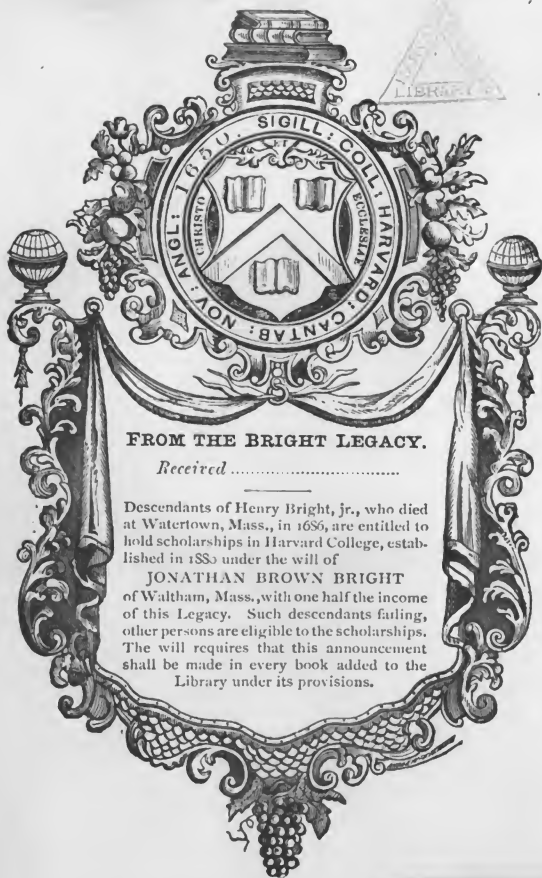 LIBRARY
SIGILL: COLL: HARVARD: CANTAB: NOV: ANGL: 1650.
ET
CHRISTO
ECCLESIAE
FROM THE BRIGHT LEGACY.
Received ..................................
Descendants of Henry Bright, jr., who died
at Watertown, Mass., in 1686, are entitled to
hold scholarships in Harvard College, estab-
lished in 1880 under the will of
JONATHAN BROWN BRIGHT
of Waltham, Mass., with one half the income
of this Legacy. Such descendants failing,
other persons are eligible to the scholarships.
The will requires that this announcement
shall be made in every book added to the
Library under its provisions.